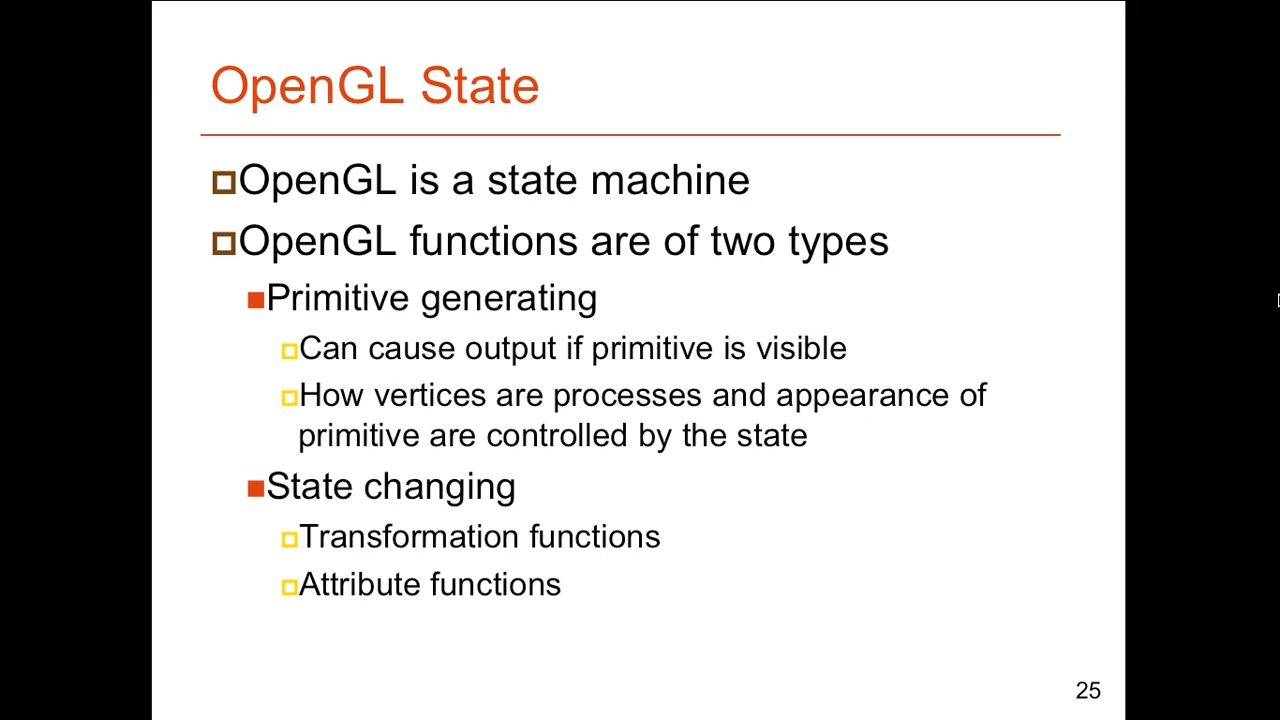 OpenGL State
OpenGL is a state machine
OpenGL functions are of two types
Primitive generating
Can cause output if primitive is visible
How vertices are processes and appearance of
primitive are controlled by the state
State changing
Transformation functions
Attribute functions
25